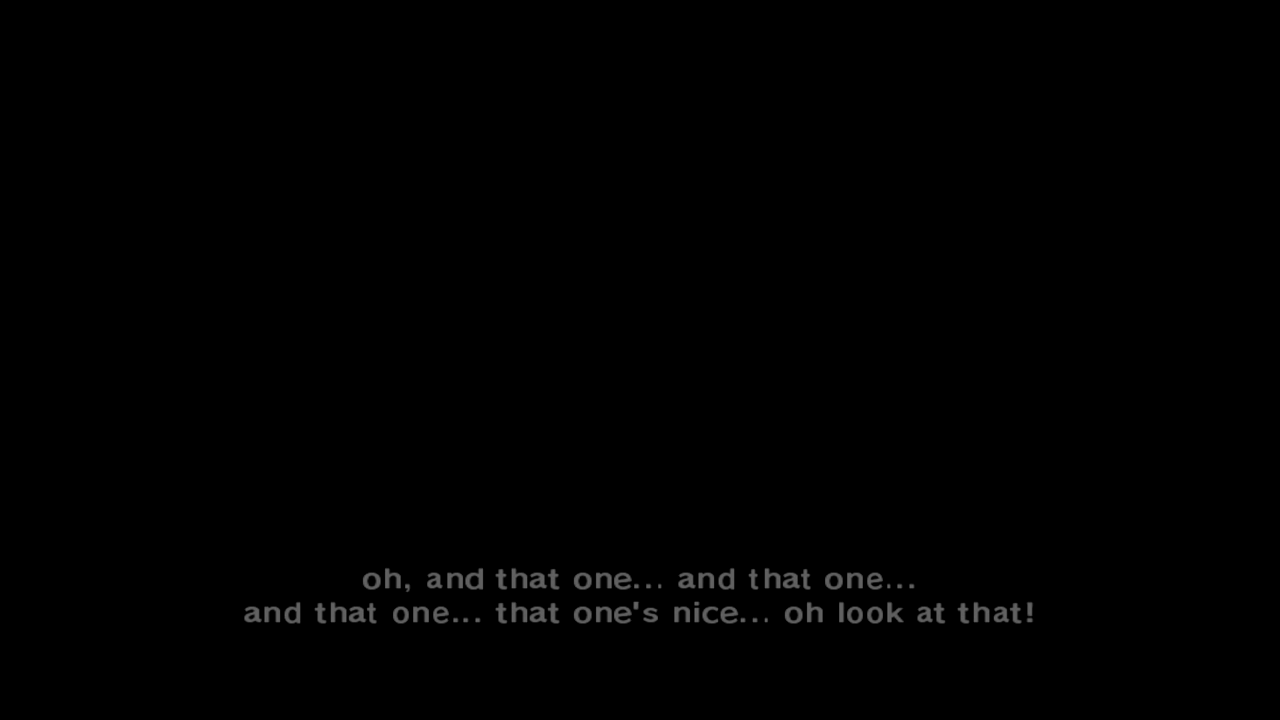 oh, and that one... and that one...
and that one... that one's nice... oh look at that!